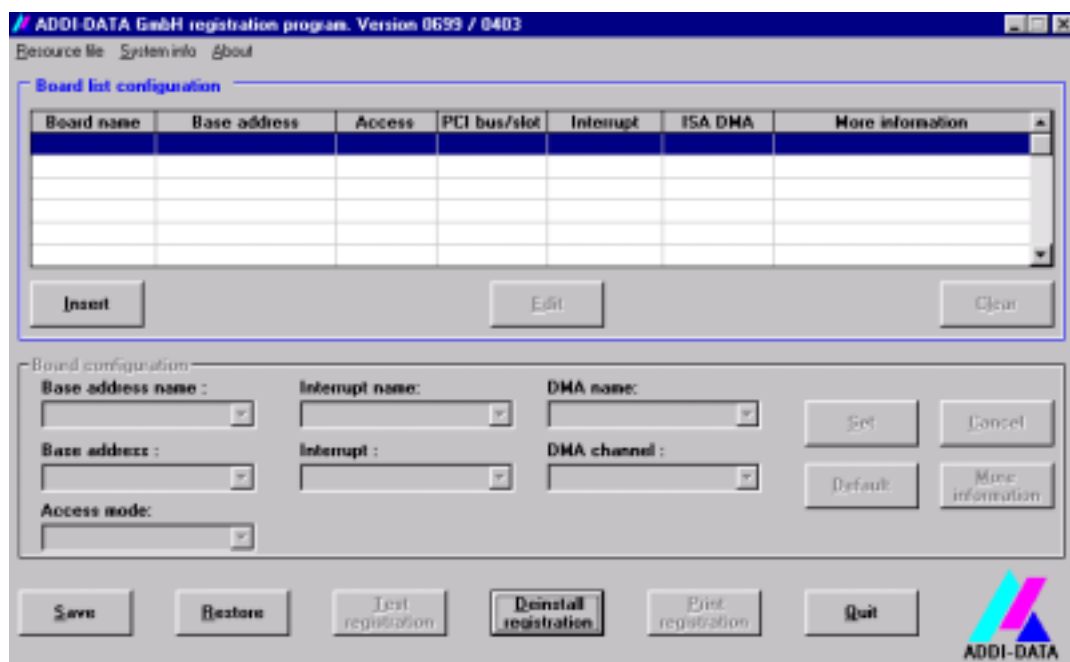 ADDI-DATA GmbH registration program. Version 0699 / 0403
Resource file System info About
Board list configuration
Board name Base address Access PCI bus/slot Interrupt ISA DMA More information
Insert Edit Clear
Board configuration
Base address name : Interrupt name: DMA name:
Set Cancel
Base address : Interrupt : DMA channel :
Default More information
Access mode:
Save Restore Test registration Deinstall registration Print registration Quit
ADDI-DATA